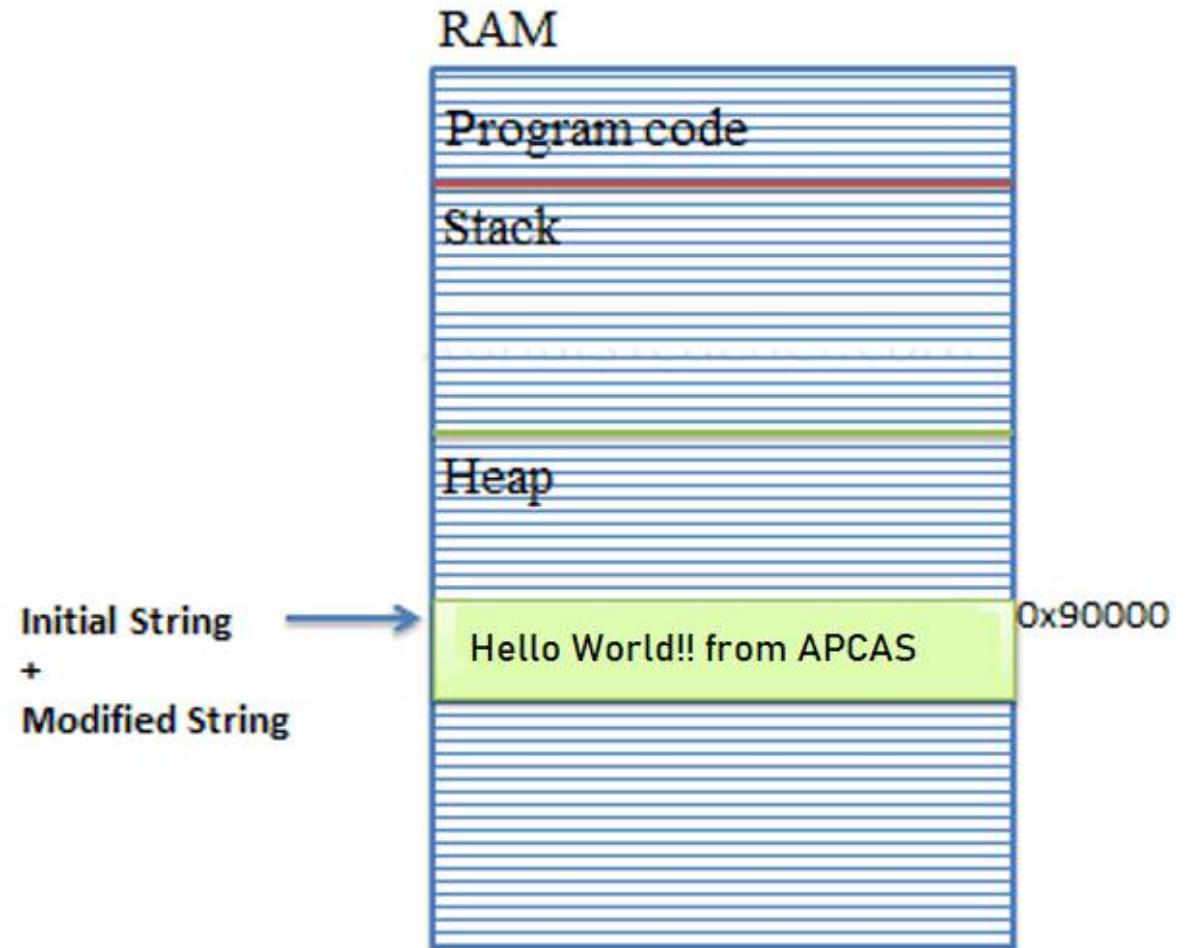 RAM
Program code
Stack
Heap
Initial String
+
Modified String
Hello World!! from APCAS
0x90000